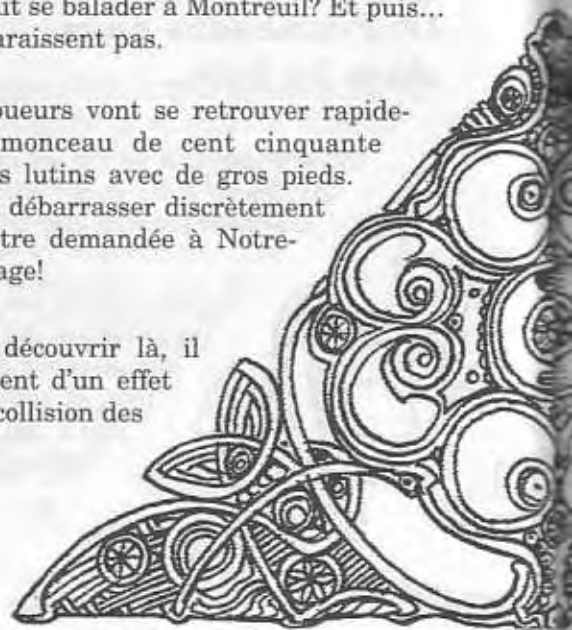 it se balader à Montreuil? Et puis...
araissent pas.
oueurs vont se retrouver rapide-
monceau de cent cinquante
s lutins avec de gros pieds.
débarrasser discrètement
tre demandée à Notre-
age!
découvrir là, il
ent d'un effet
collision des